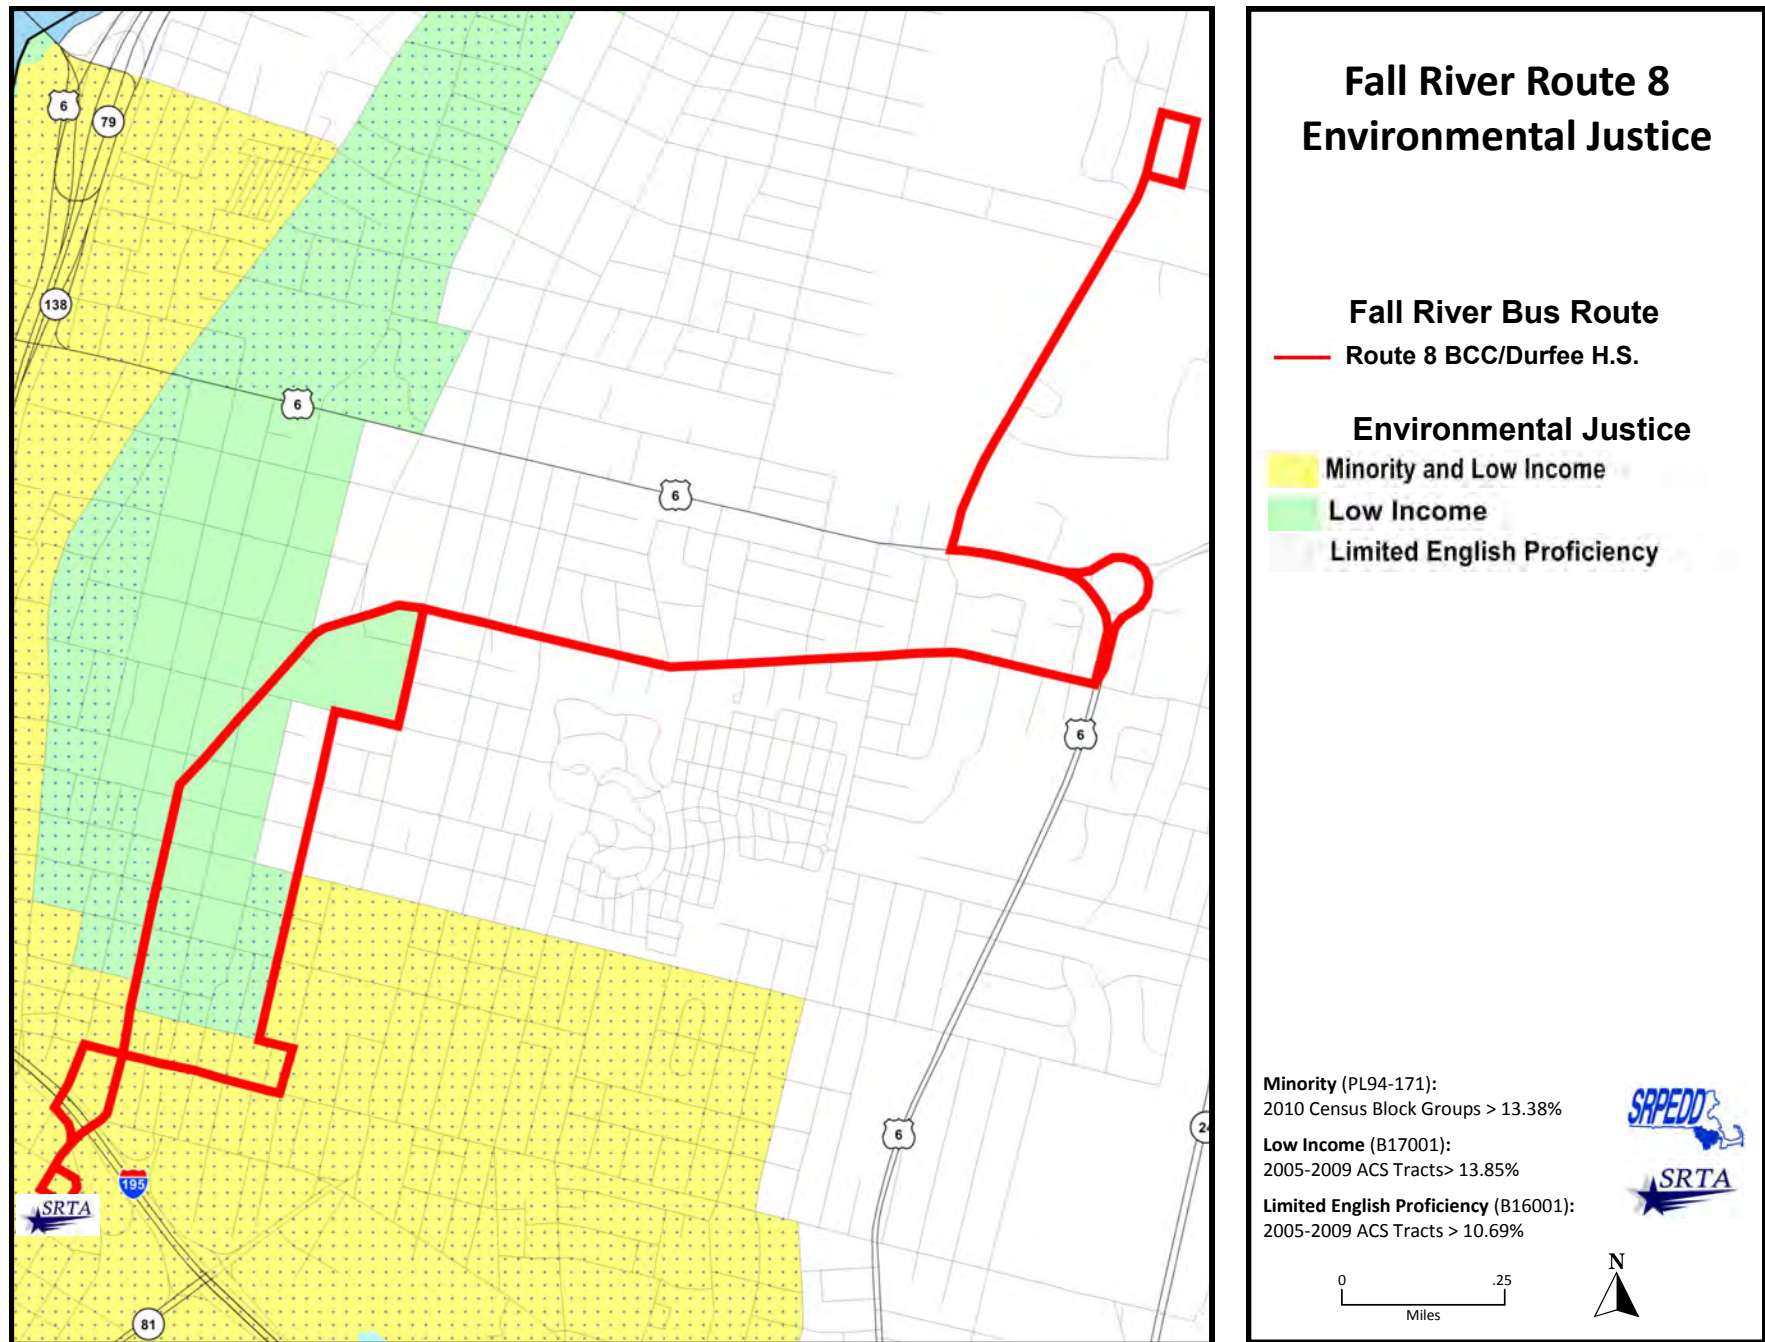 6
79
138
6
6
6
6
24
195
SRTA
81
Fall River Route 8
Environmental Justice
Fall River Bus Route
Route 8 BCC/Durfee H.S.
Environmental Justice
Minority and Low Income
Low Income
Limited English Proficiency
Minority (PL94-171):
2010 Census Block Groups > 13.38%
Low Income (B17001):
2005-2009 ACS Tracts> 13.85%
Limited English Proficiency (B16001):
2005-2009 ACS Tracts > 10.69%
SRPEDD
SRTA
0 .25
Miles
N